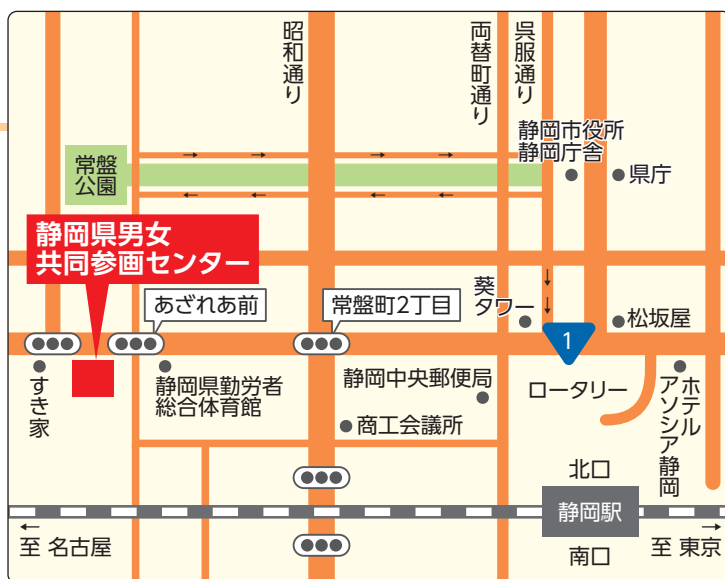 昭和通り
両替町通り
呉服通り
静岡市役所
静岡庁舎
県庁
常盤
公園
静岡県男女
共同参画センター
あざれあ前
常盤町2丁目
葵
タワー
松坂屋
1
すき家
静岡県勤労者
総合体育館
静岡中央郵便局
ロータリー
ホテル
アソシア静岡
商工会議所
北口
静岡駅
南口
←
至 名古屋
→
至 東京